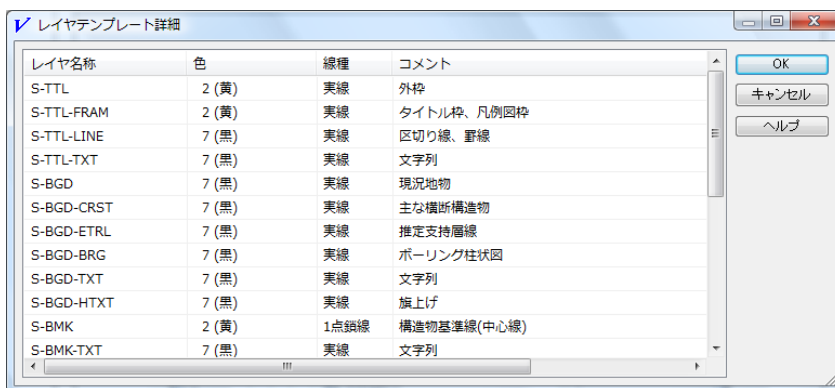 V レイヤテンプレート詳細
レイヤ名称 色 線種 コメント
S-TTL 2 (黄) 実線 外枠
S-TTL-FRAM 2 (黄) 実線 タイトル枠、凡例図枠
S-TTL-LINE 7 (黒) 実線 区切り線、罫線
S-TTL-TXT 7 (黒) 実線 文字列
S-BGD 7 (黒) 実線 現況地物
S-BGD-CRST 7 (黒) 実線 主な横断構造物
S-BGD-ETRL 7 (黒) 実線 推定支持層線
S-BGD-BRG 7 (黒) 実線 ボーリング柱状図
S-BGD-TXT 7 (黒) 実線 文字列
S-BGD-HTXT 7 (黒) 実線 旗上げ
S-BMK 2 (黄) 1点鎖線 構造物基準線(中心線)
S-BMK-TXT 7 (黒) 実線 文字列
OK
キャンセル
ヘルプ